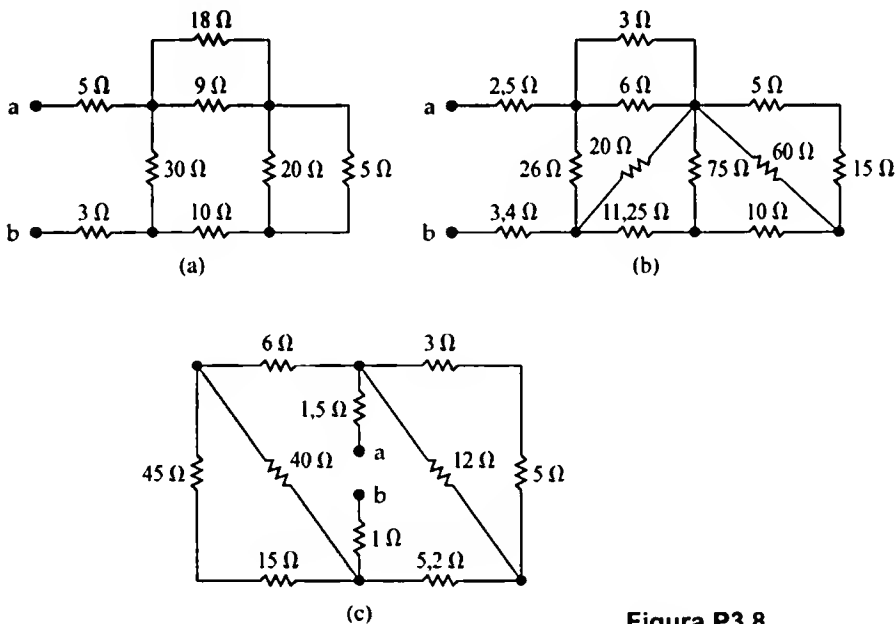 18 Ω
5 Ω
9 Ω
a
30 Ω
20 Ω
5 Ω
3 Ω
10 Ω
b
(a)
3 Ω
2,5 Ω
6 Ω
5 Ω
a
20 Ω
60 Ω
26 Ω
75 Ω
15 Ω
3,4 Ω
11,25 Ω
10 Ω
b
(b)
6 Ω
3 Ω
1,5 Ω
a
40 Ω
12 Ω
45 Ω
5 Ω
b
1 Ω
15 Ω
5,2 Ω
(c)
Figura P3.8